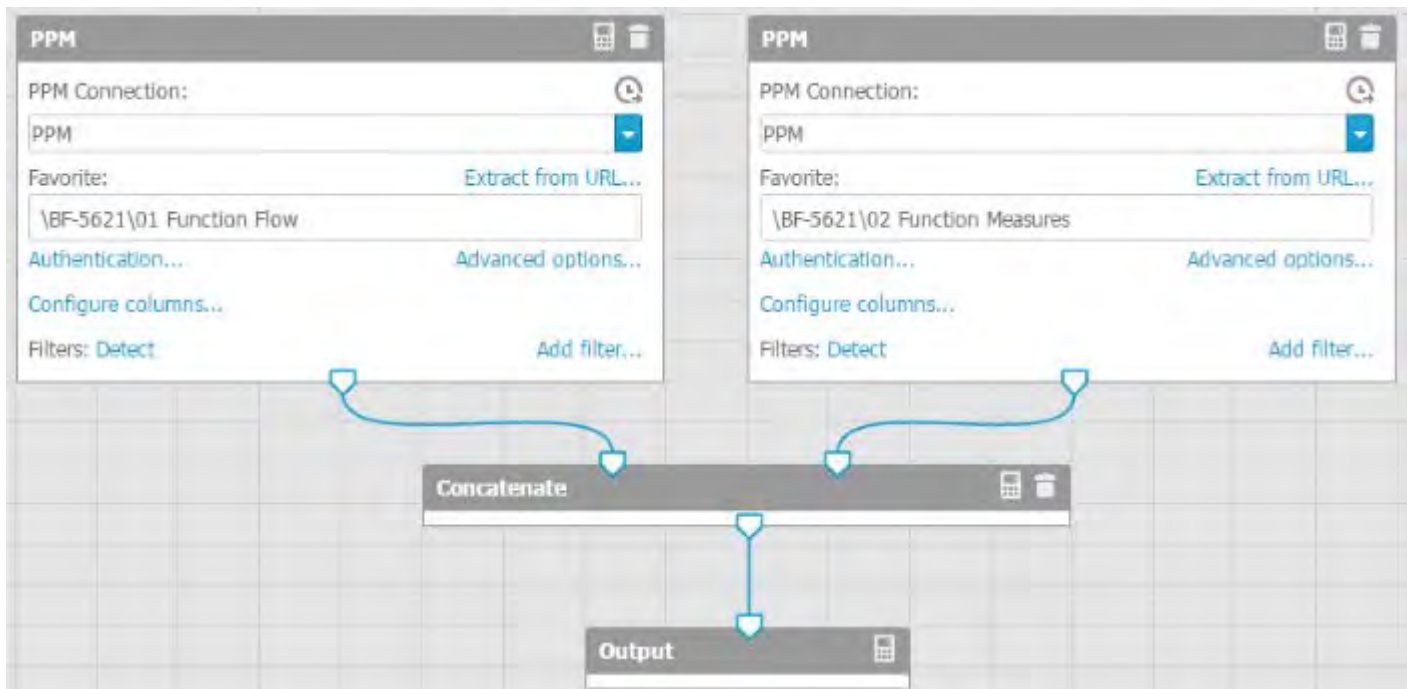 PPM
PPM Connection:
PPM
Favorite: Extract from URL...
\BF-5621\01 Function Flow
Authentication... Advanced options...
Configure columns...
Filters: Detect Add filter...
PPM
PPM Connection:
PPM
Favorite: Extract from URL...
\BF-5621\02 Function Measures
Authentication... Advanced options...
Configure columns...
Filters: Detect Add filter...
Concatenate
Output